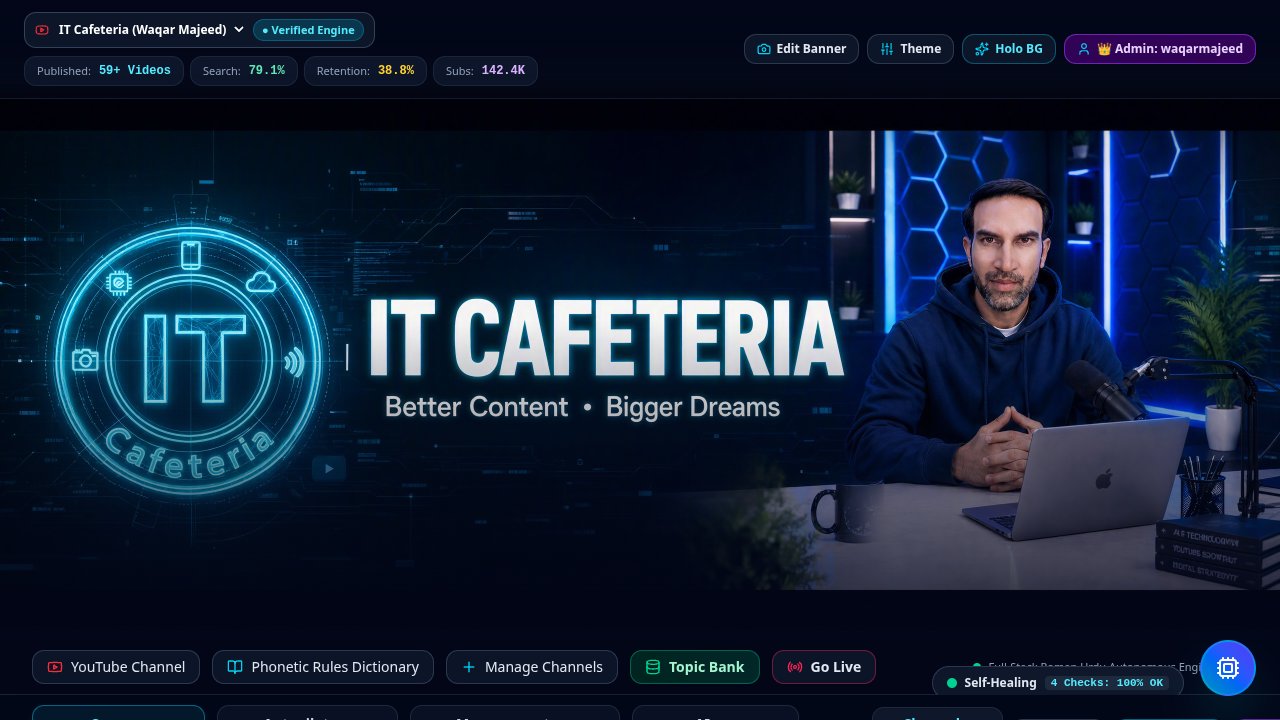 IT Cafeteria (Waqar Majeed)
● Verified Engine
Published: 59+ Videos
Search: 79.1%
Retention: 38.8%
Subs: 142.4K
Edit Banner
Theme
Holo BG
👑 Admin: waqarmajeed
IT
Cafeteria
IT CAFETERIA
Better Content • Bigger Dreams
YouTube Channel
Phonetic Rules Dictionary
Manage Channels
Topic Bank
Go Live
Self-Healing
4 Checks: 100% OK